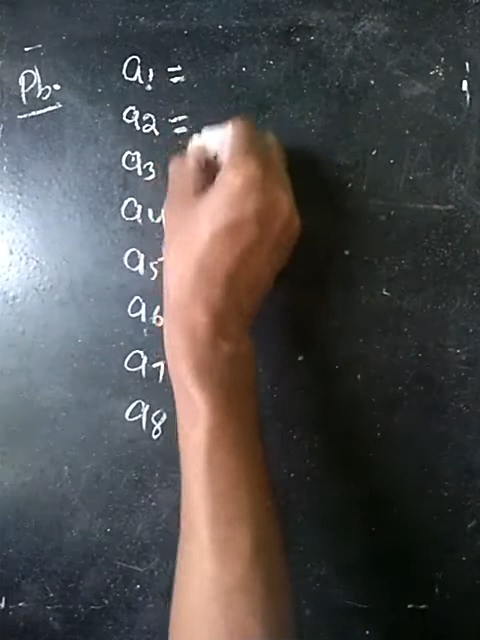 Pb.
a1 =
a2 =
a3
a4
a5
a6
a7
a8